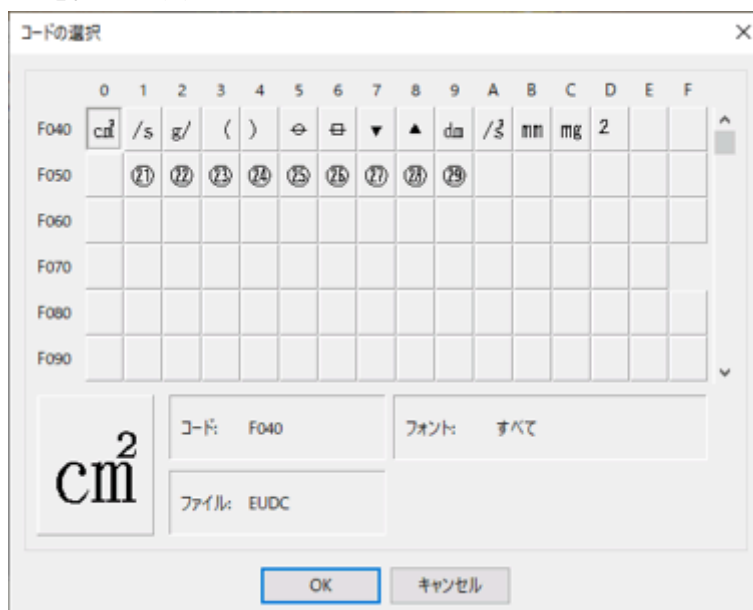 コードの選択
0 1 2 3 4 5 6 7 8 9 A B C D E F
F040 cm² /s g/ ( ) ⊖ ▼ ▲ dm mm mg 2
F050 ㉑ ㉒ ㉓ ㉔ ㉕ ㉖ ㉗ ㉘ ㉙
F060
F070
F080
F090
cm²
コード: F040
フォント: すべて
ファイル: EUDC
OK キャンセル